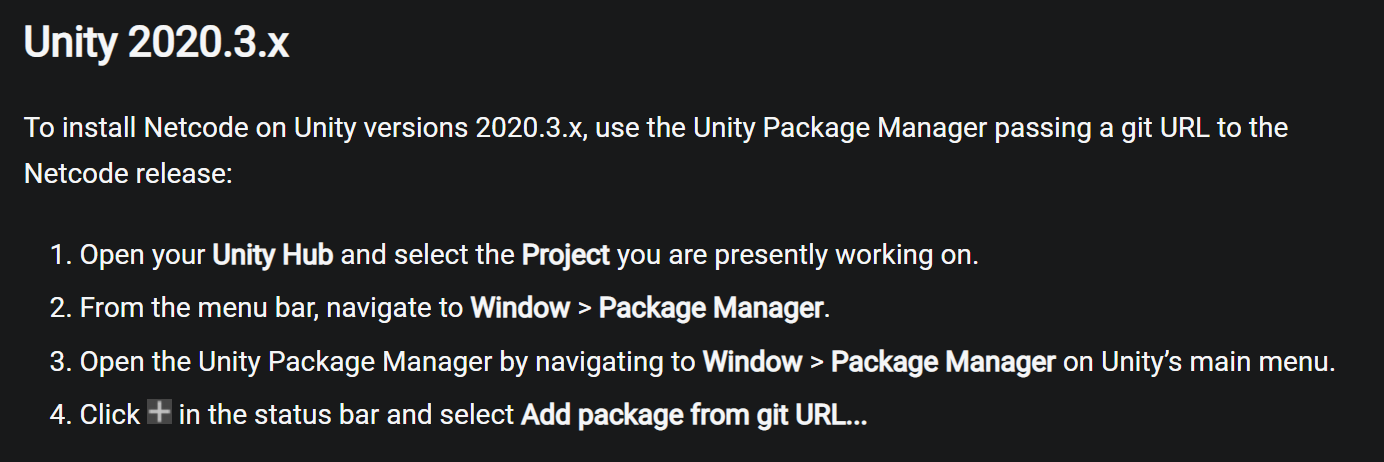 Unity 2020.3.x
To install Netcode on Unity versions 2020.3.x, use the Unity Package Manager passing a git URL to the
Netcode release:
1. Open your Unity Hub and select the Project you are presently working on.
2. From the menu bar, navigate to Window > Package Manager.
3. Open the Unity Package Manager by navigating to Window > Package Manager on Unity’s main menu.
4. Click + in the status bar and select Add package from git URL...